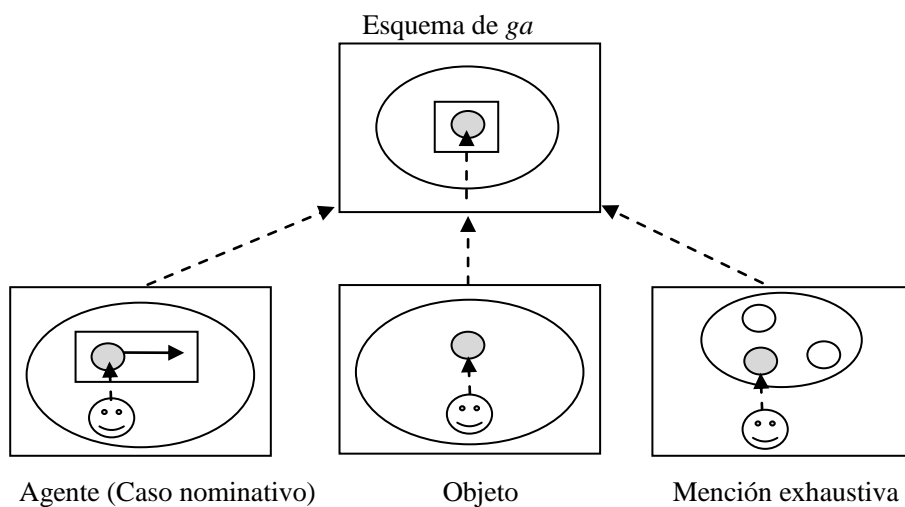 Esquema de ga
Agente (Caso nominativo) Objeto Mención exhaustiva